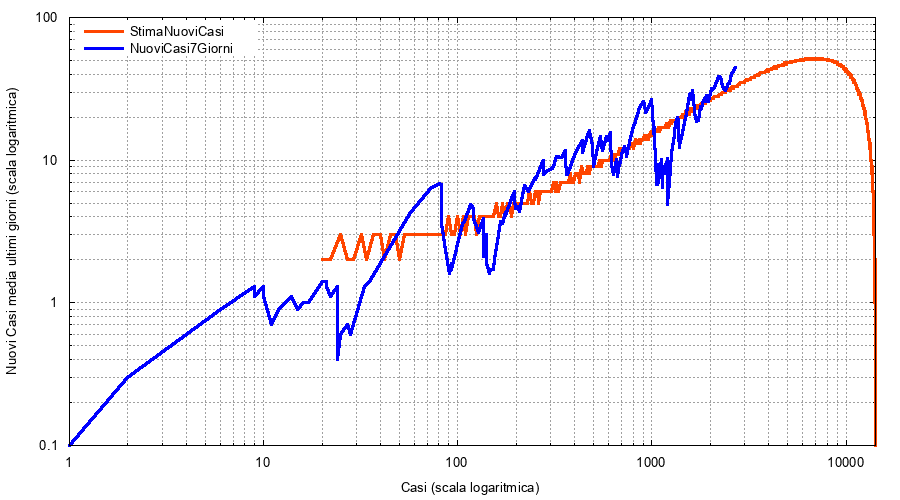 100
StimaNuoviCasi
NuoviCasi7Giorni
10
1
0.1
Nuovi Casi media ultimi giorni (scala logaritmica)
1 10 100 1000 10000
Casi (scala logaritmica)